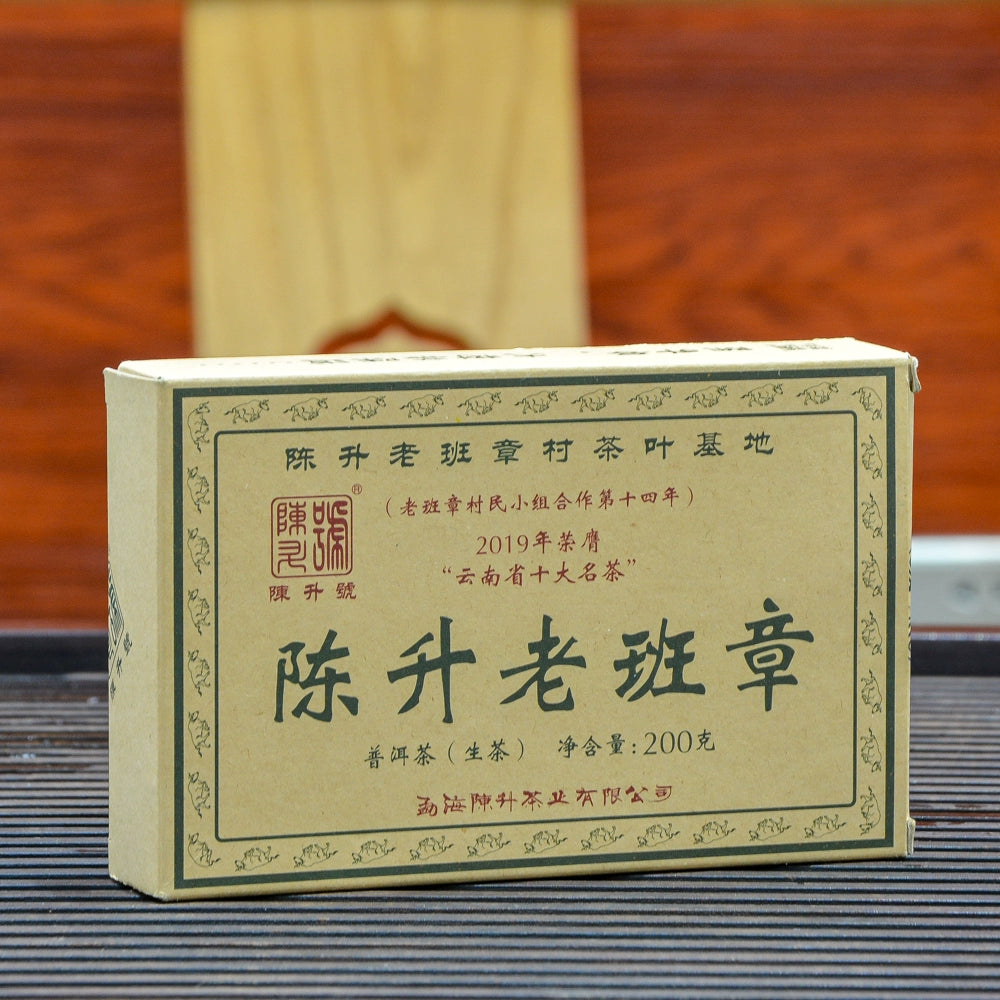 陈升老班章村茶叶基地
（老班章村民小组合作第十四年）
2019年荣膺
“云南省十大名茶”
陳升號
陳升號
陈升老班章
普洱茶（生茶） 净含量：200克
勐海陳升茶业有限公司